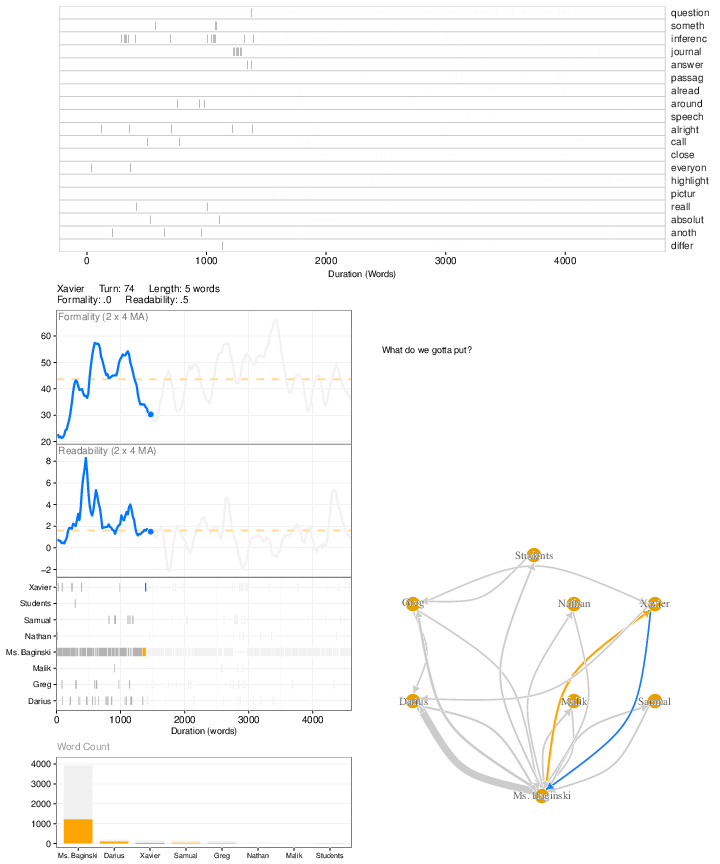 question
someth
inferenc
journal
answer
passag
alread
around
speech
alright
call
close
everyon
highlight
pictur
reall
absolut
anoth
differ
0 1000 2000 3000 4000
Duration (Words)
Xavier Turn: 74 Length: 5 words
Formality: .0 Readability: .5
Formality (2 x 4 MA)
60
50
40
30
20
What do we gotta put?
Readability (2 x 4 MA)
8
6
4
2
0
−2
Xavier
Students
Samual
Nathan
Ms. Baginski
Malik
Greg
Darius
0 1000 2000 3000 4000
Duration (words)
Students
Greg Nathan Xavier
Darius Malik Samual
Ms. Baginski
Word Count
4000
3000
2000
1000
0
Ms. Baginski Darius Xavier Samual Greg Nathan Malik Students